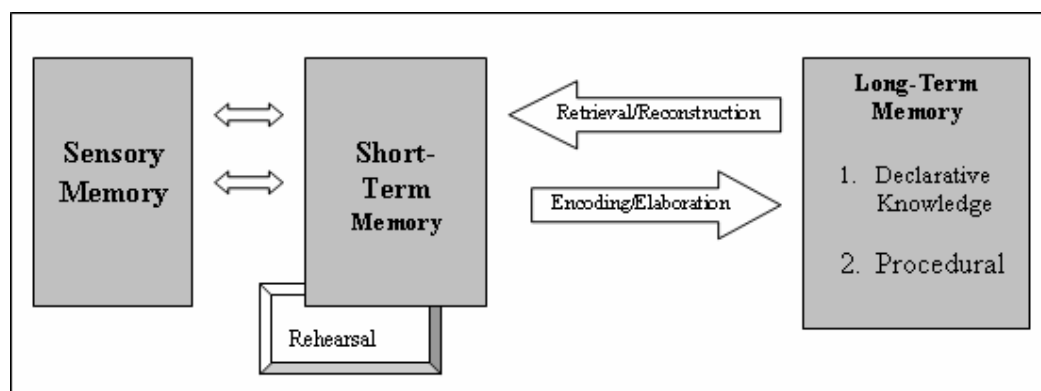 Sensory
Memory
Short-
Term
Memory
Rehearsal
Retrieval/Reconstruction
Encoding/Elaboration
Long-Term
Memory
1. Declarative
Knowledge
2. Procedural